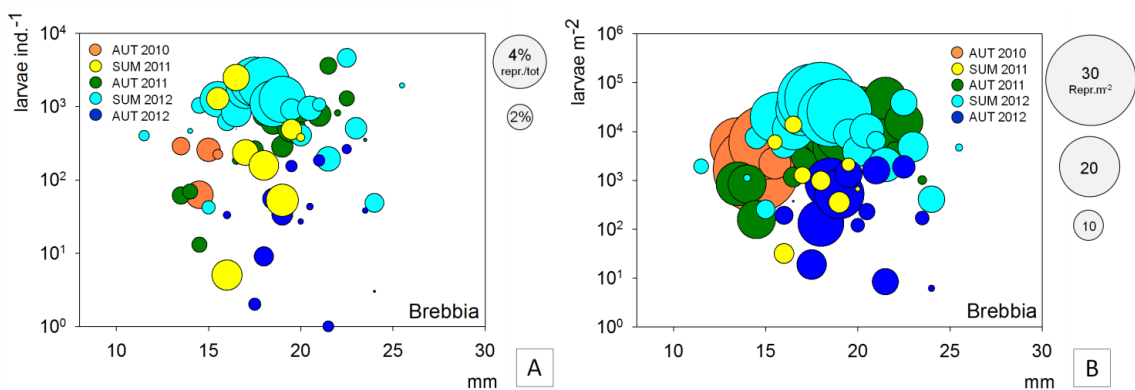 larvae ind.⁻¹
10⁴
10³
10²
10¹
10⁰
AUT 2010
SUM 2011
AUT 2011
SUM 2012
AUT 2012
4%
repr./tot
2%
Brebbia
10 15 20 25 30
mm
A
larvae m⁻²
10⁶
10⁵
10⁴
10³
10²
10¹
10⁰
AUT 2010
SUM 2011
AUT 2011
SUM 2012
AUT 2012
30
Repr.m⁻²
20
10
Brebbia
10 15 20 25 30
mm
B